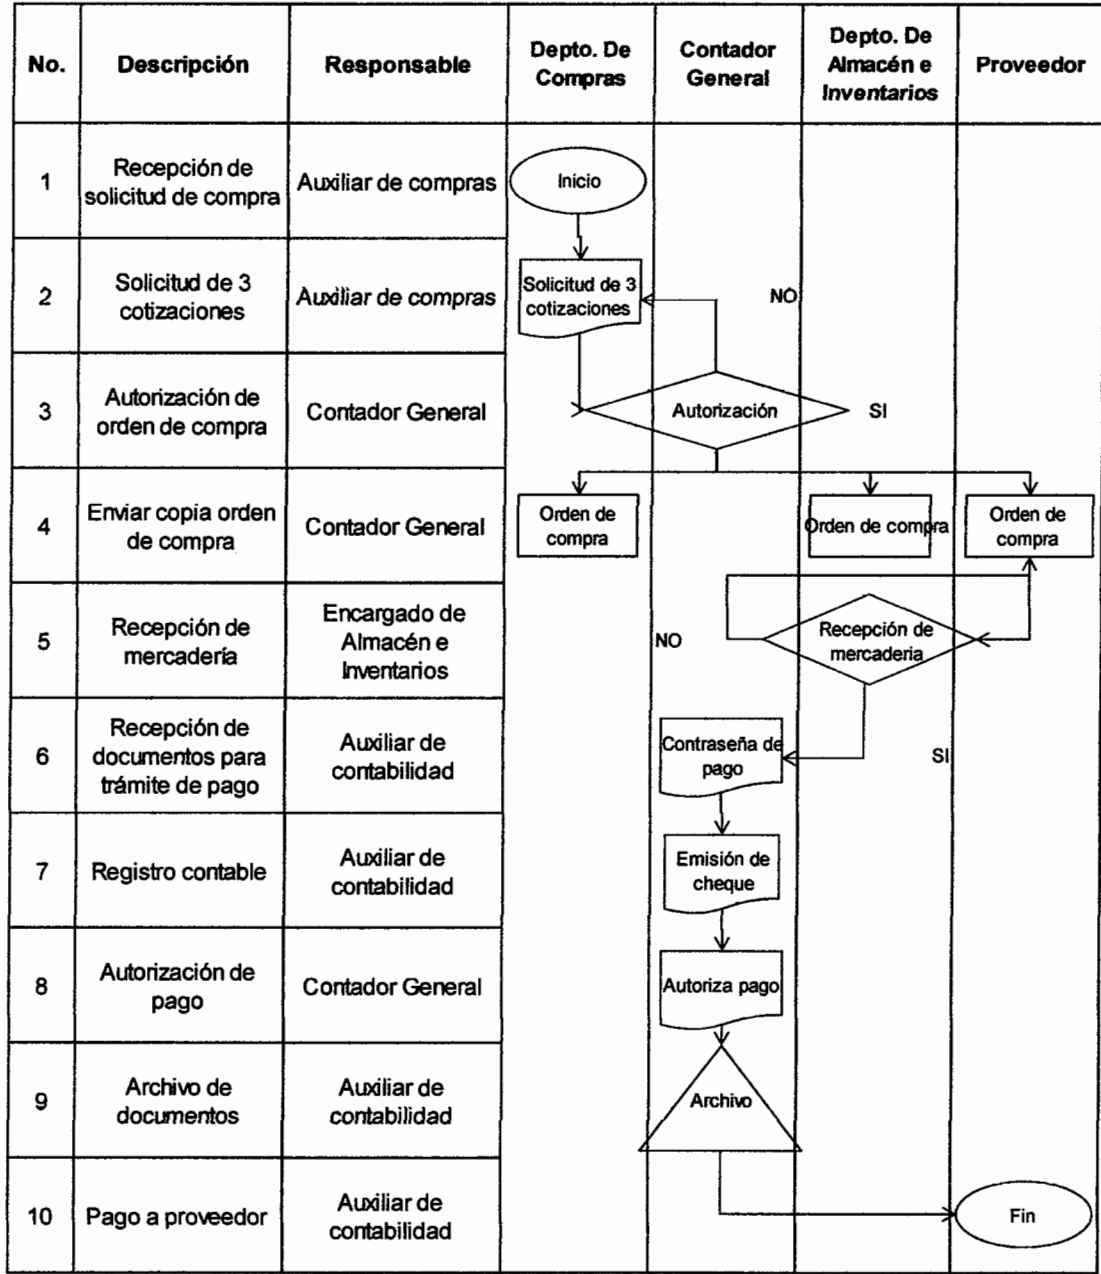 No.
Descripción
Responsable
Depto. De
Compras
Contador
General
Depto. De
Almacén e
Inventarios
Proveedor
1
Recepción de
solicitud de compra
Auxiliar de compras
Inicio
2
Solicitud de 3
cotizaciones
Auxiliar de compras
Solicitud de 3
cotizaciones
NO
3
Autorización de
orden de compra
Contador General
Autorización
SI
4
Enviar copia orden
de compra
Contador General
Orden de
compra
Orden de compra
Orden de
compra
5
Recepción de
mercadería
Encargado de
Almacén e
Inventarios
NO
Recepción de
mercaderia
6
Recepción de
documentos para
trámite de pago
Auxiliar de
contabilidad
Contraseña de
pago
SI
7
Registro contable
Auxiliar de
contabilidad
Emisión de
cheque
8
Autorización de
pago
Contador General
Autoriza pago
9
Archivo de
documentos
Auxiliar de
contabilidad
Archivo
10
Pago a proveedor
Auxiliar de
contabilidad
Fin